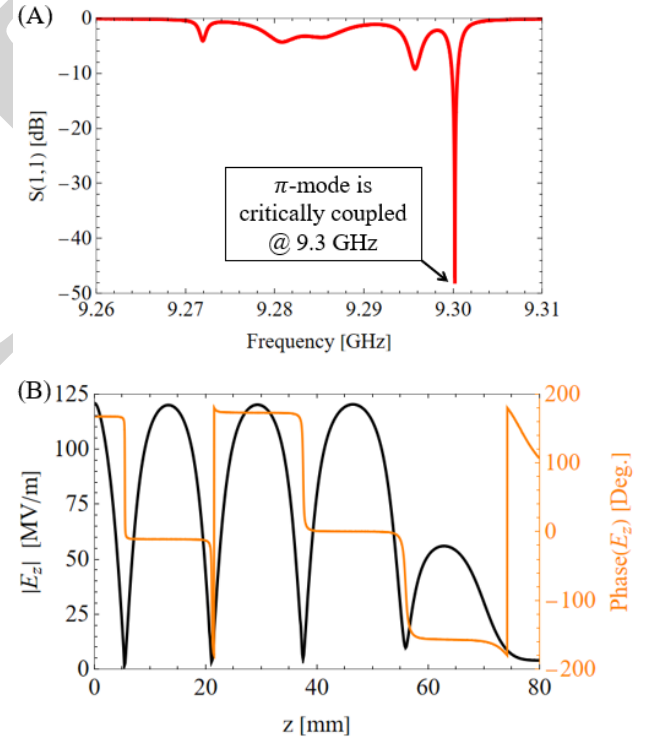 (A)
0
−10
−20
−30
−40
−50
S(1,1) [dB]
π-mode is
critically coupled
@ 9.3 GHz
9.26 9.27 9.28 9.29 9.30 9.31
Frequency [GHz]
(B)
125
100
75
50
25
0
|E_z| [MV/m]
200
100
0
−100
−200
Phase(E_z) [Deg.]
0 20 40 60 80
z [mm]